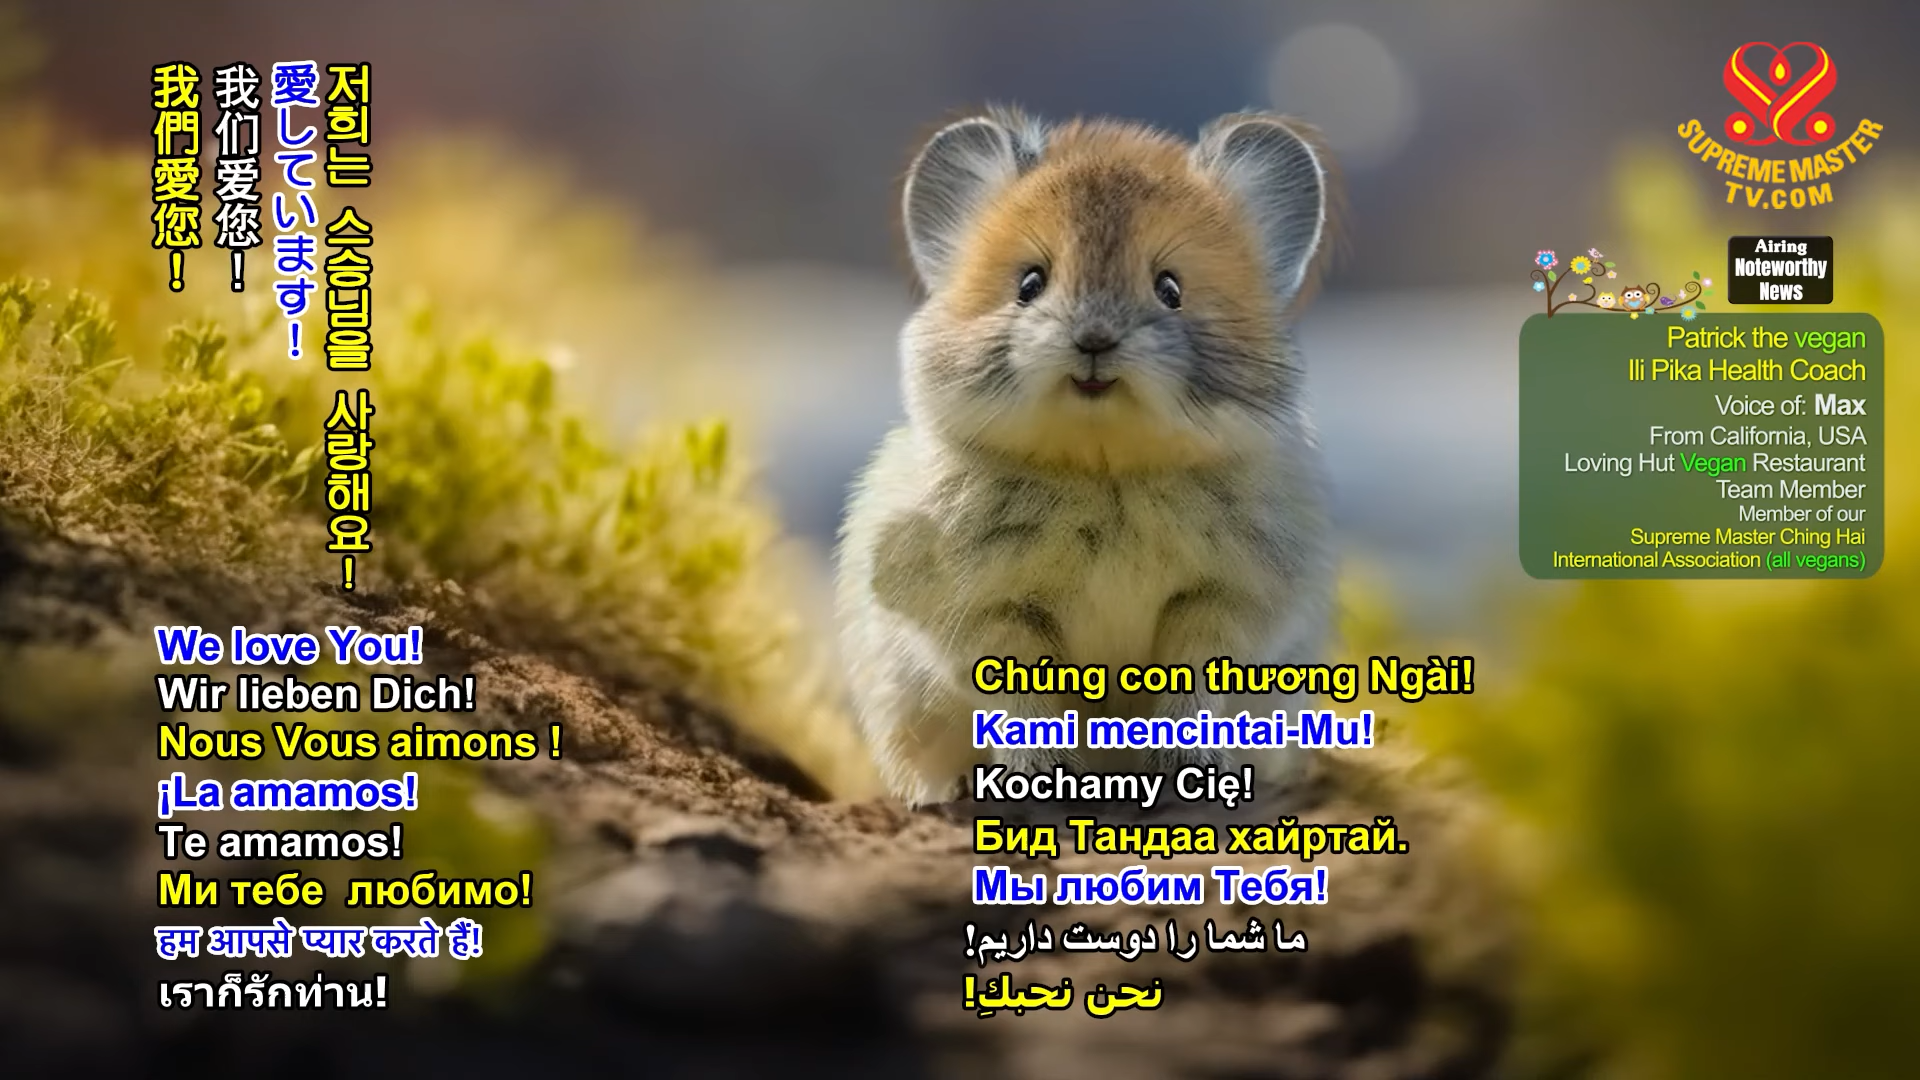 我們愛您！
我们爱您！
愛しています！
저희는 스승님을 사랑해요！
We love You!
Wir lieben Dich!
Nous Vous aimons !
¡La amamos!
Te amamos!
Ми тебе  любимо!
हम आपसे प्यार करते हैं!
เราก็รักท่าน!
Chúng con thương Ngài!
Kami mencintai-Mu!
Kochamy Cię!
Бид Тандаа хайртай.
Мы любим Тебя!
ما شما را دوست داریم!
نحن نحبكِ!
SUPREME MASTER
TV.COM
Airing
Noteworthy
News
Patrick the vegan
Ili Pika Health Coach
Voice of: Max
From California, USA
Loving Hut Vegan Restaurant
Team Member
Member of our
Supreme Master Ching Hai
International Association (all vegans)